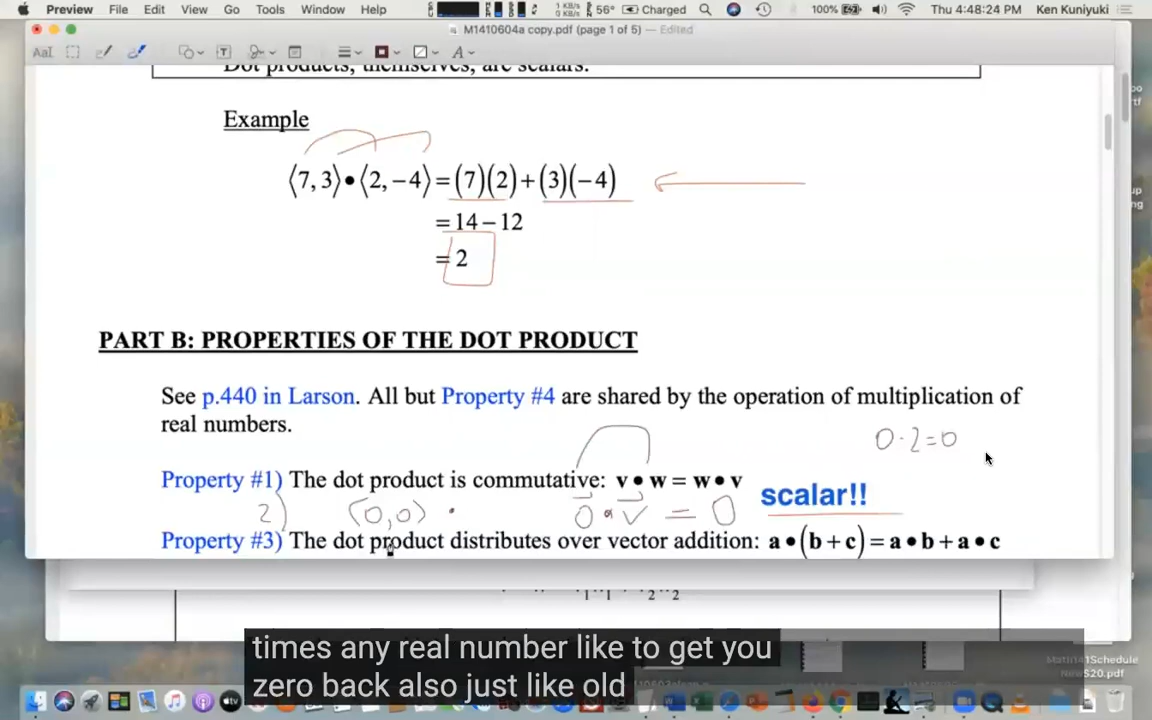 Preview File Edit View Go Tools Window Help 56° Charged 100% Thu 4:48:24 PM Ken Kuniyuki
M1410604a copy.pdf (page 1 of 5) — Edited
Dot products, themselves, are scalars.
Example
⟨7, 3⟩ • ⟨2, −4⟩ = (7)(2) + (3)(−4)
= 14 − 12
= 2
PART B: PROPERTIES OF THE DOT PRODUCT
See p.440 in Larson. All but Property #4 are shared by the operation of multiplication of
real numbers.
0 · 2 = 0
Property #1) The dot product is commutative: v • w = w • v
scalar!!
2) ⟨0,0⟩ · 0 • v = 0
Property #3) The dot product distributes over vector addition: a • (b + c) = a • b + a • c
times any real number like to get you
zero back also just like old
Math141Schedule
NewS20.pdf